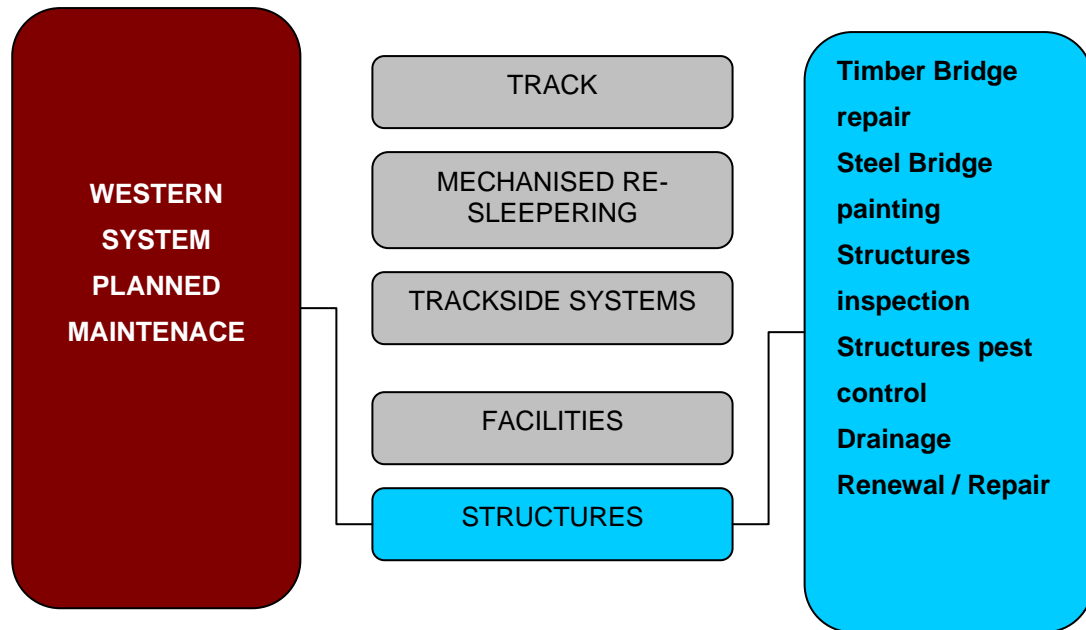 WESTERN
SYSTEM
PLANNED
MAINTENACE
TRACK
MECHANISED RE-
SLEEPERING
TRACKSIDE SYSTEMS
FACILITIES
STRUCTURES
Timber Bridge
repair
Steel Bridge
painting
Structures
inspection
Structures pest
control
Drainage
Renewal / Repair